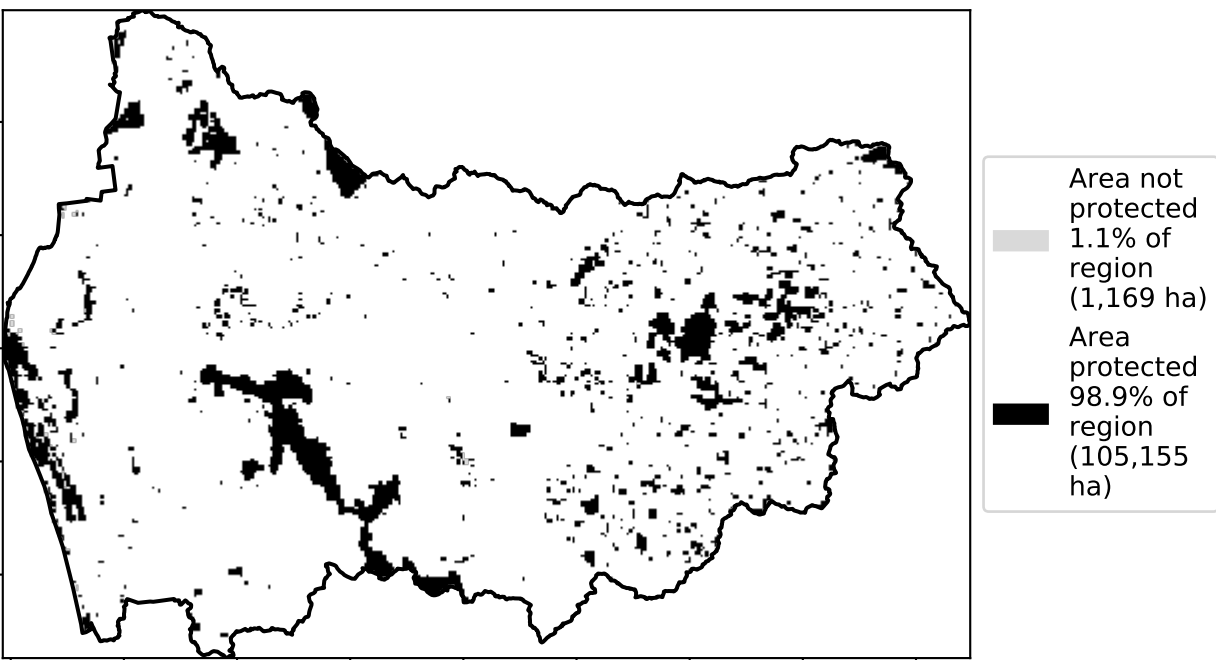 Area not
protected
1.1% of
region
(1,169 ha)
Area
protected
98.9% of
region
(105,155
ha)